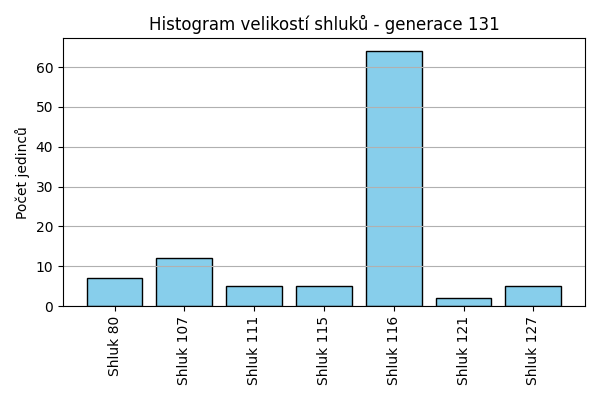 Histogram velikostí shluků - generace 131
Počet jedinců
60
50
40
30
20
10
0
Shluk 80
Shluk 107
Shluk 111
Shluk 115
Shluk 116
Shluk 121
Shluk 127